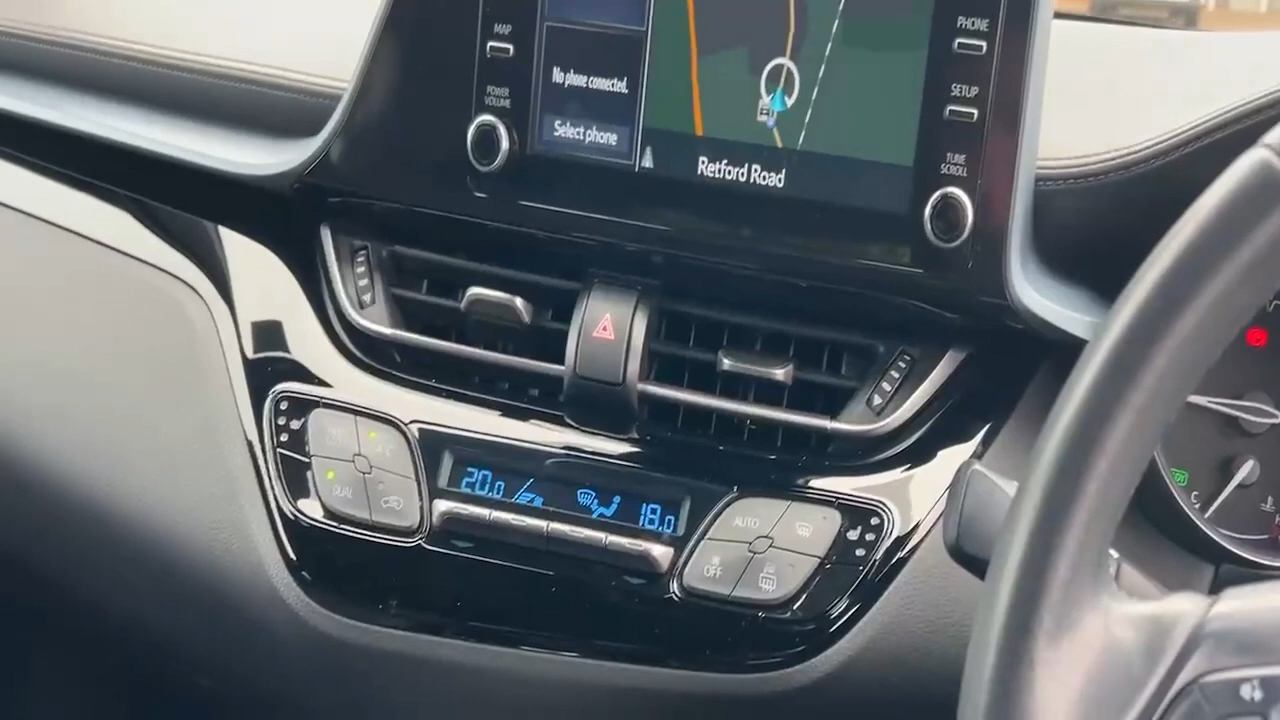 MAP
POWER
VOLUME
No phone connected.
Select phone
Retford Road
PHONE
SETUP
TUNE
SCROLL
20.0
18.0
DUAL
AUTO
OFF
C